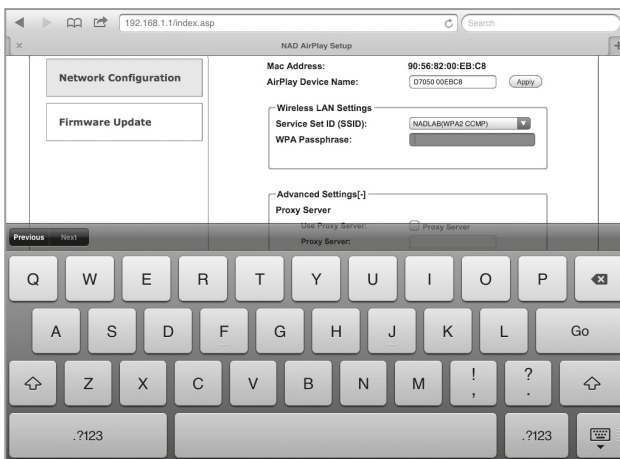 192.168.1.1/index.asp
Search
NAD AirPlay Setup
Network Configuration
Firmware Update
Mac Address: 90:56:82:00:EB:C8
AirPlay Device Name: D7050 00EBC8 Apply
Wireless LAN Settings
Service Set ID (SSID): NADLAB(WPA2 CCMP)
WPA Passphrase:
Advanced Settings[-]
Proxy Server
Use Proxy Server: Proxy Server
Proxy Server:
Previous Next
Q W E R T Y U I O P
A S D F G H J K L Go
Z X C V B N M ! , ? .
.?123 .?123